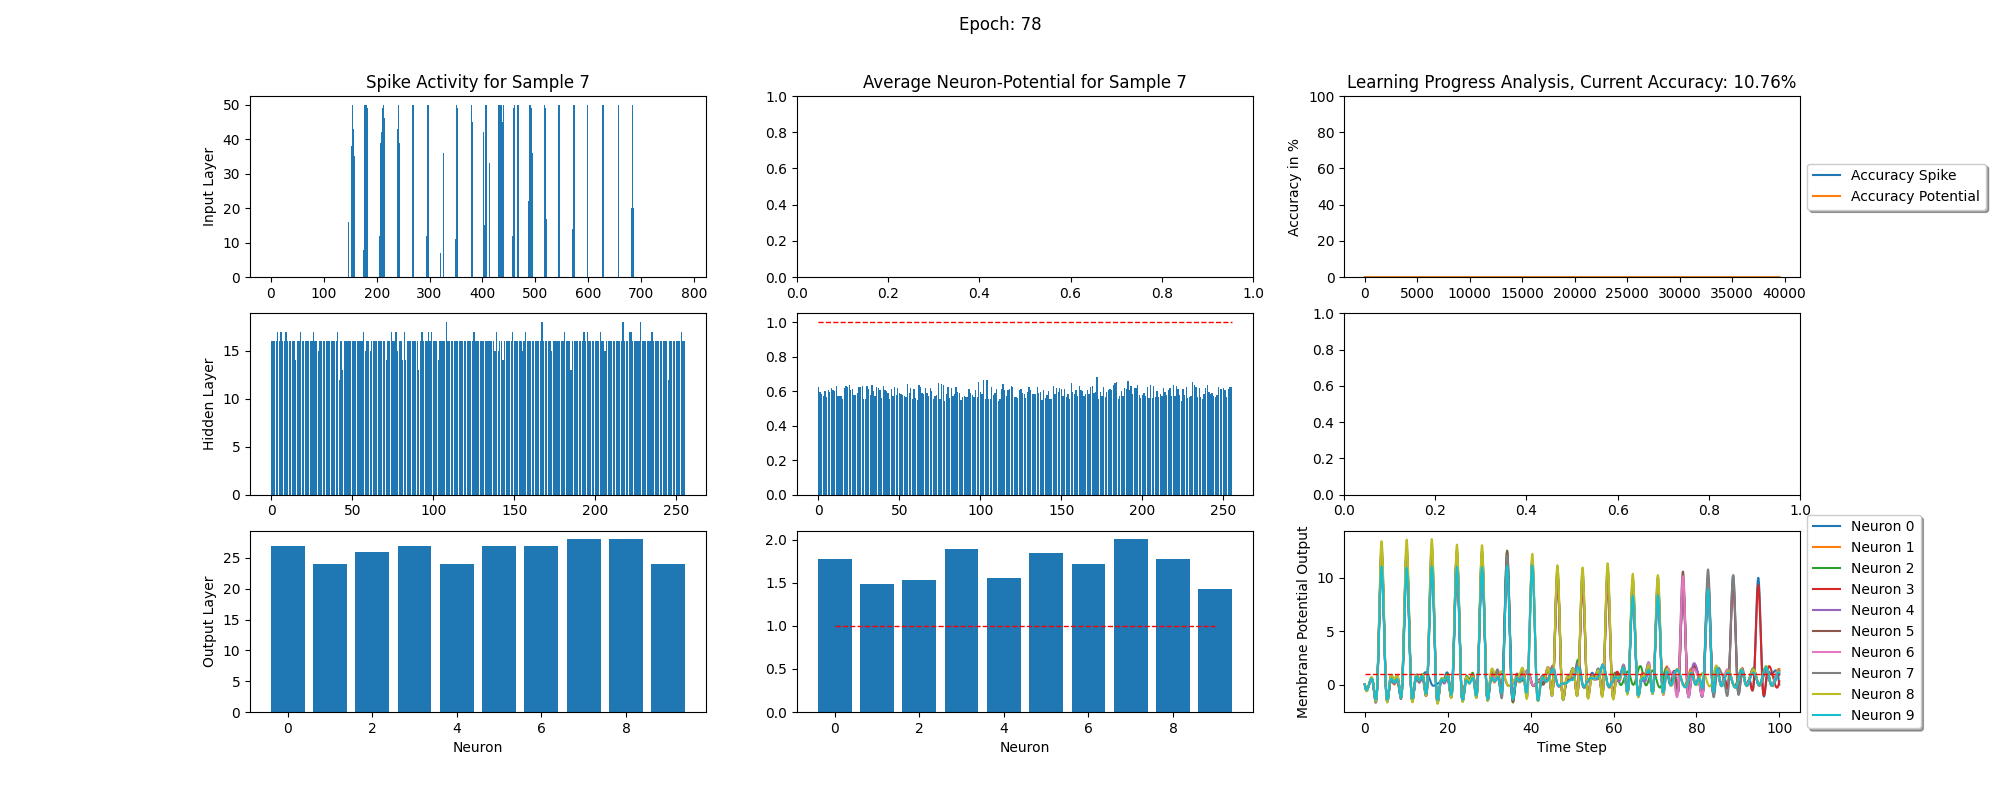 Epoch: 78
Spike Activity for Sample 7
Input Layer
50
40
30
20
10
0
0 100 200 300 400 500 600 700 800
Average Neuron-Potential for Sample 7
1.0
0.8
0.6
0.4
0.2
0.0
0.0 0.2 0.4 0.6 0.8 1.0
Learning Progress Analysis, Current Accuracy: 10.76%
Accuracy in %
100
80
60
40
20
0
0 5000 10000 15000 20000 25000 30000 35000 40000
Accuracy Spike
Accuracy Potential
Hidden Layer
15
10
5
0
0 50 100 150 200 250
1.0
0.8
0.6
0.4
0.2
0.0
0 50 100 150 200 250
1.0
0.8
0.6
0.4
0.2
0.0
0.0 0.2 0.4 0.6 0.8 1.0
Output Layer
25
20
15
10
5
0
0 2 4 6 8
Neuron
2.0
1.5
1.0
0.5
0.0
0 2 4 6 8
Neuron
Membrane Potential Output
10
5
0
0 20 40 60 80 100
Time Step
Neuron 0
Neuron 1
Neuron 2
Neuron 3
Neuron 4
Neuron 5
Neuron 6
Neuron 7
Neuron 8
Neuron 9